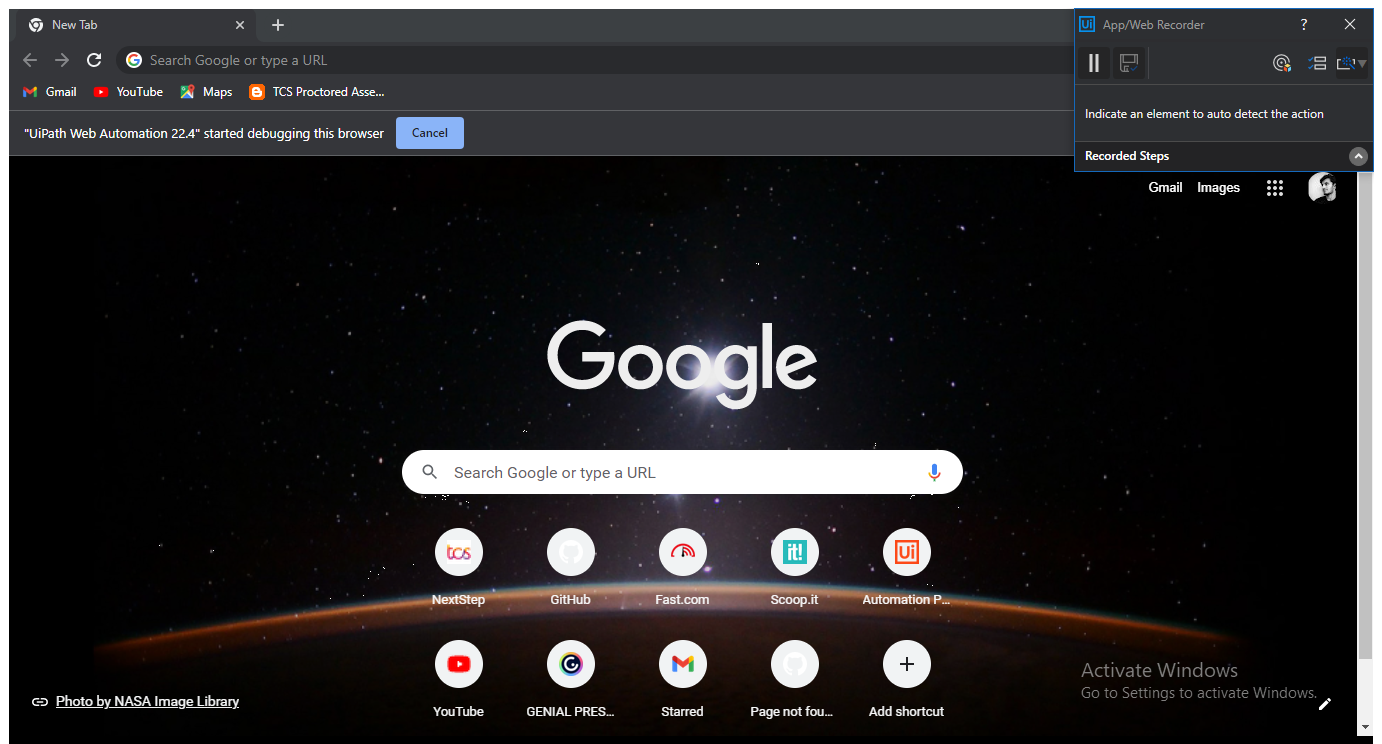 New Tab
App/Web Recorder
?
Search Google or type a URL
Gmail YouTube Maps TCS Proctored Asse...
Indicate an element to auto detect the action
"UiPath Web Automation 22.4" started debugging this browser Cancel
Recorded Steps
Gmail Images
Google
Search Google or type a URL
tcs it! Ui
NextStep GitHub Fast.com Scoop.it Automation P...
YouTube GENIAL PRES... Starred Page not fou... Add shortcut
Photo by NASA Image Library
Activate Windows
Go to Settings to activate Windows.